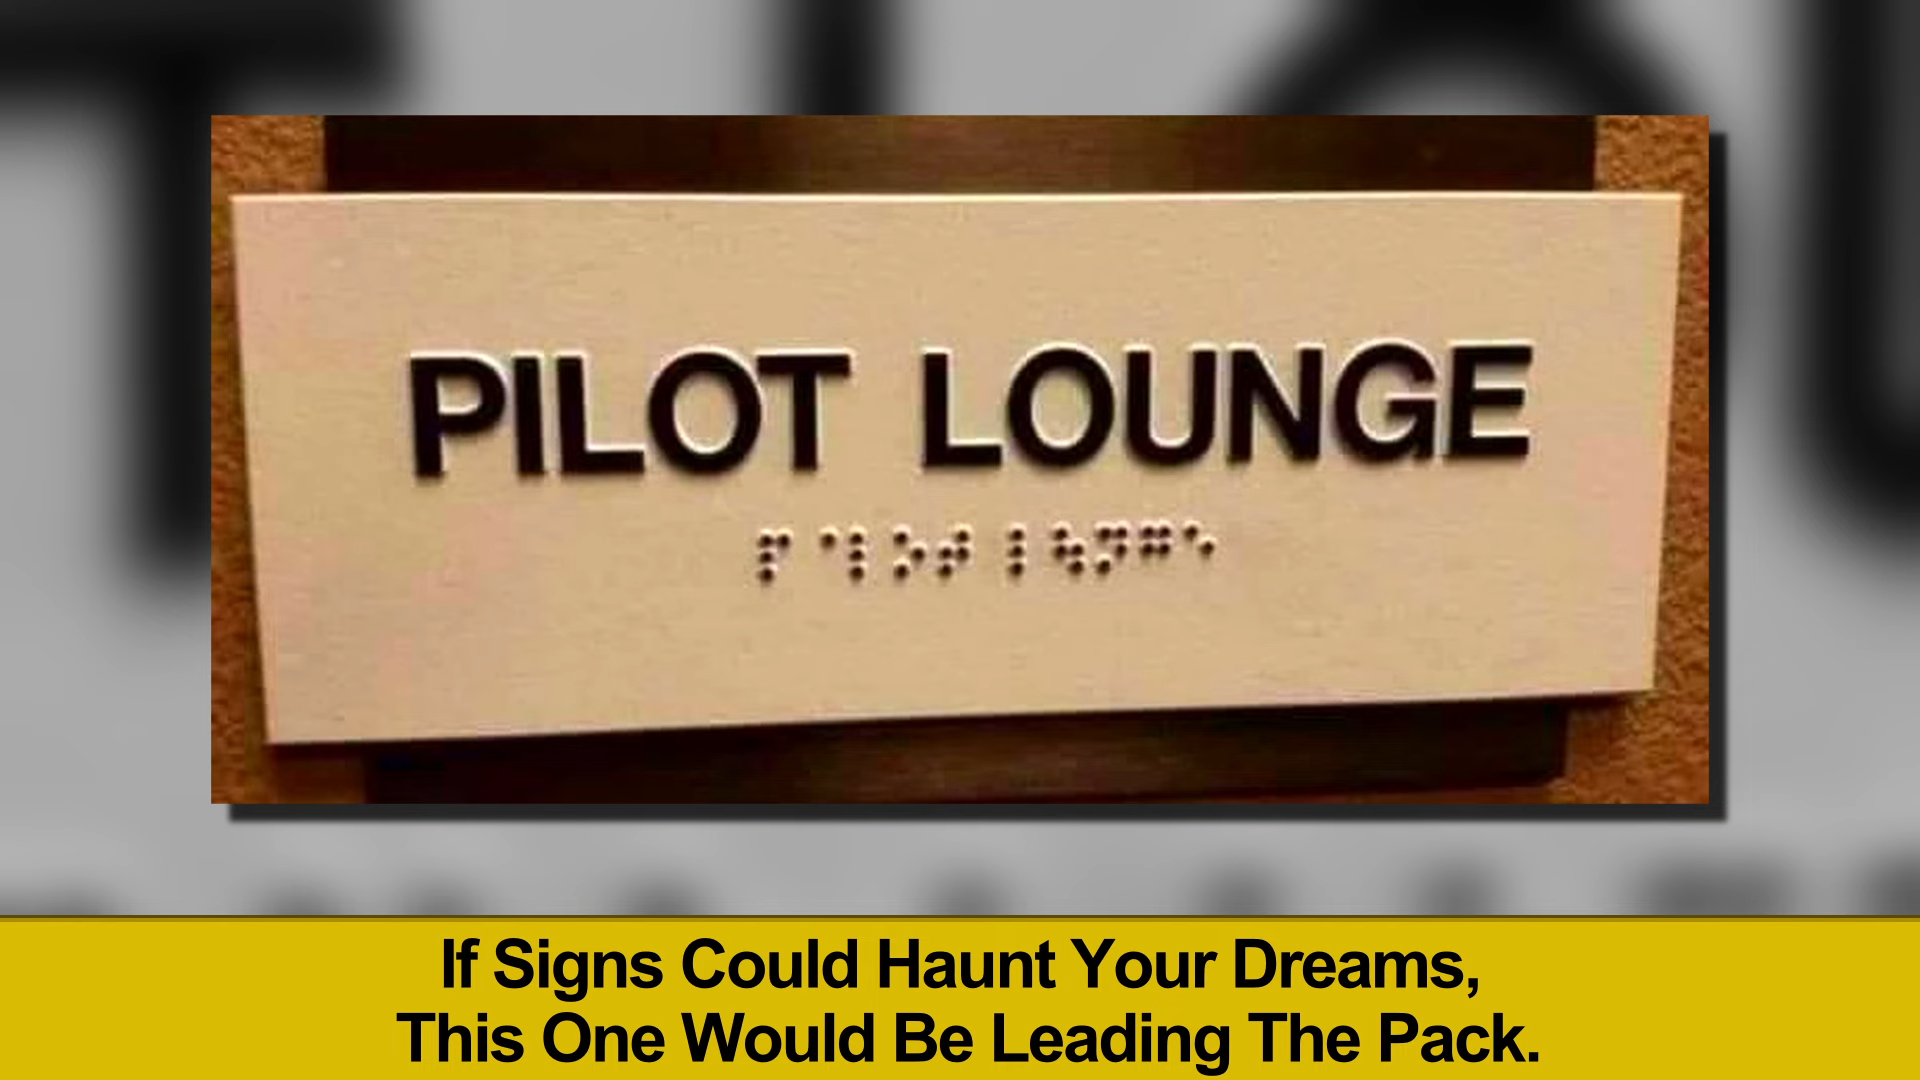 PILOT LOUNGE
⠏⠊⠇⠕⠞ ⠇⠳⠝⠛⠑
If Signs Could Haunt Your Dreams,
This One Would Be Leading The Pack.